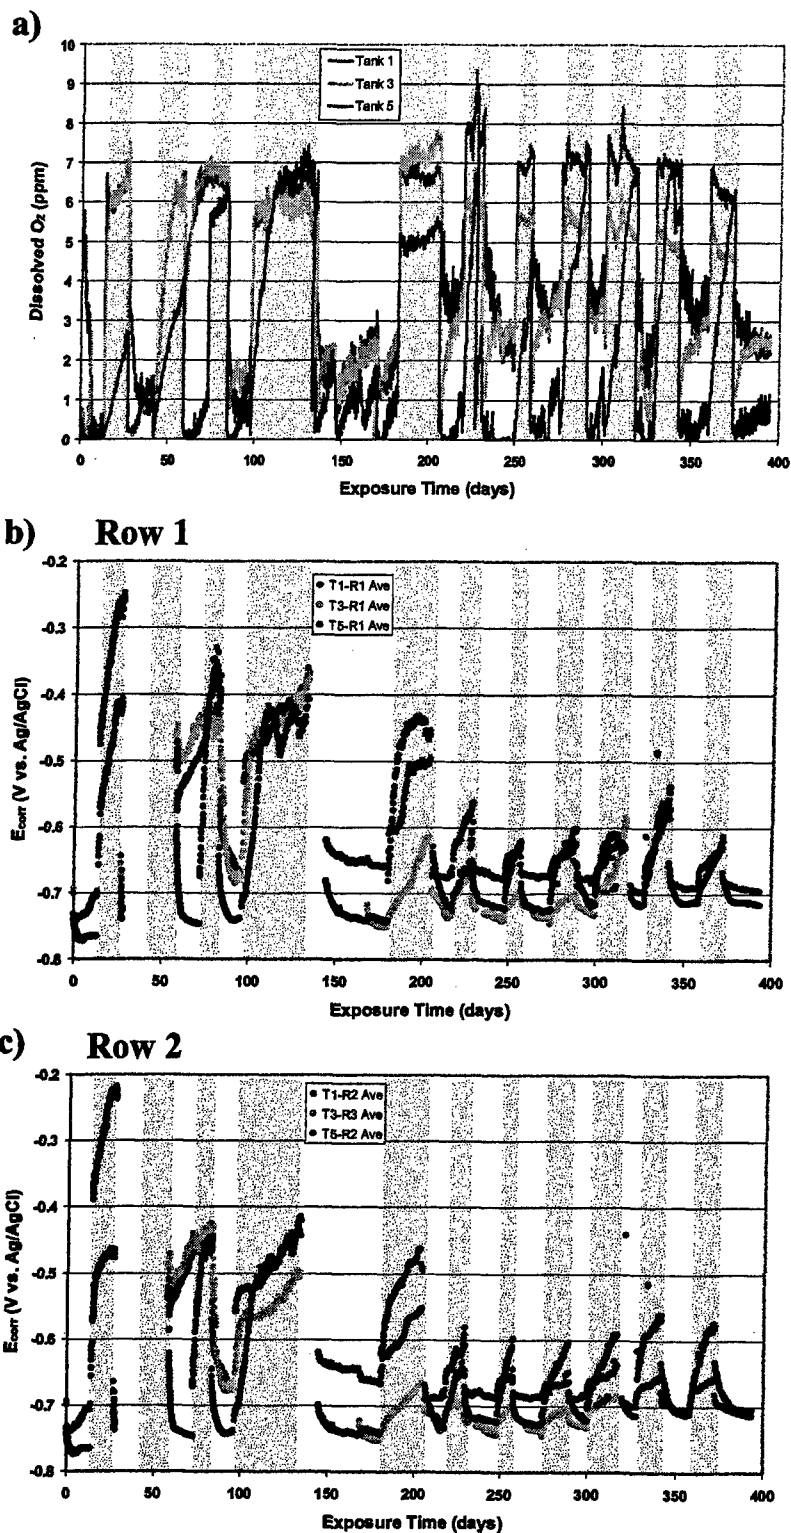 a)
10
9
8
7
6
5
4
3
2
1
0
Dissolved O2 (ppm)
Tank 1
Tank 3
Tank 5
0 50 100 150 200 250 300 350 400
Exposure Time (days)
b) Row 1
-0.2
-0.3
-0.4
-0.5
-0.6
-0.7
-0.8
Ecorr (V vs. Ag/AgCl)
T1-R1 Ave
T3-R1 Ave
T5-R1 Ave
0 50 100 150 200 250 300 350 400
Exposure Time (days)
c) Row 2
-0.2
-0.3
-0.4
-0.5
-0.6
-0.7
-0.8
Ecorr (V vs. Ag/AgCl)
T1-R2 Ave
T3-R3 Ave
T5-R2 Ave
0 50 100 150 200 250 300 350 400
Exposure Time (days)